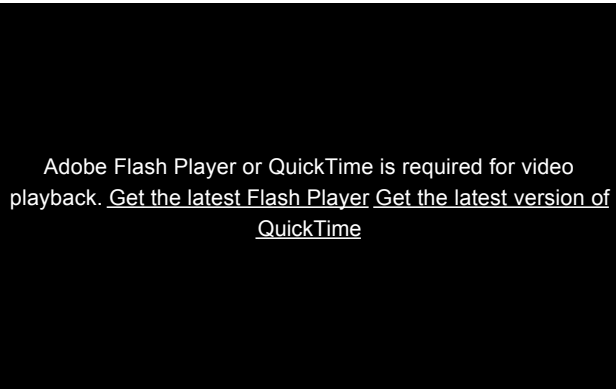 Adobe Flash Player or QuickTime is required for video
playback. Get the latest Flash Player Get the latest version of
QuickTime